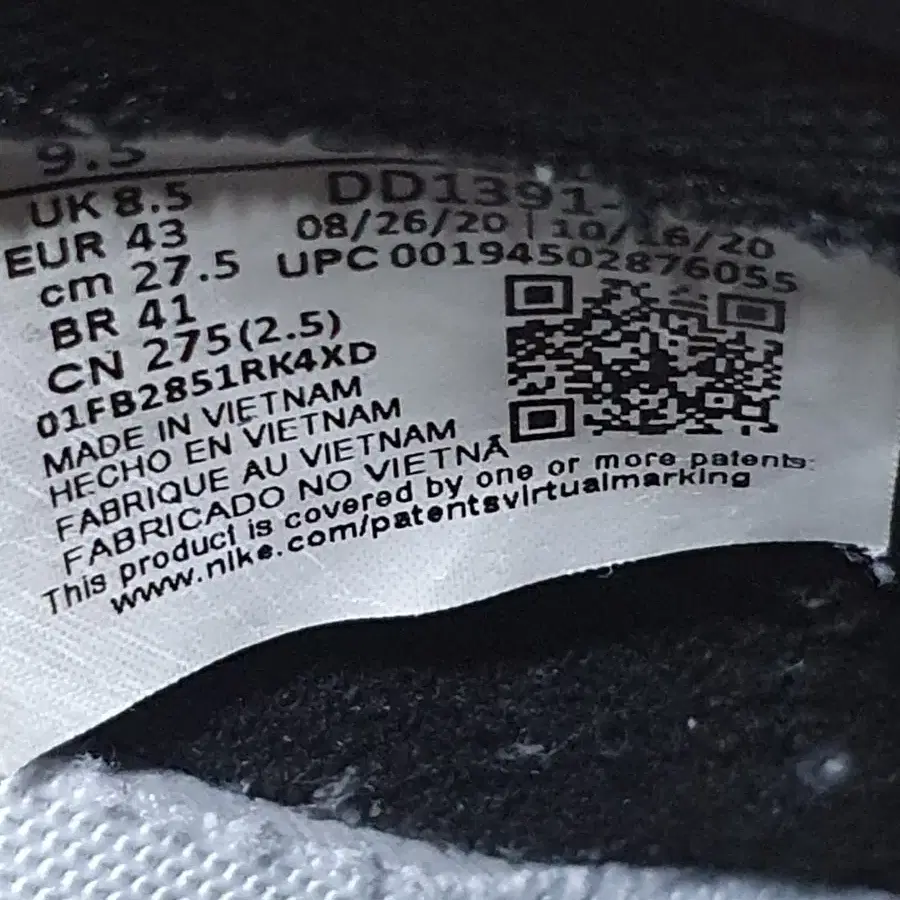 9.5
UK 8.5
EUR 43
cm 27.5
BR 41
CN 275(2.5)
01FB2851RK4XD
DD1391-
08/26/20 | 10/16/20
UPC 00194502876055
MADE IN VIETNAM
HECHO EN VIETNAM
FABRIQUE AU VIETNAM
FABRICADO NO VIETNÃ
This product is covered by one or more patents:
www.nike.com/patentsvirtualmarking